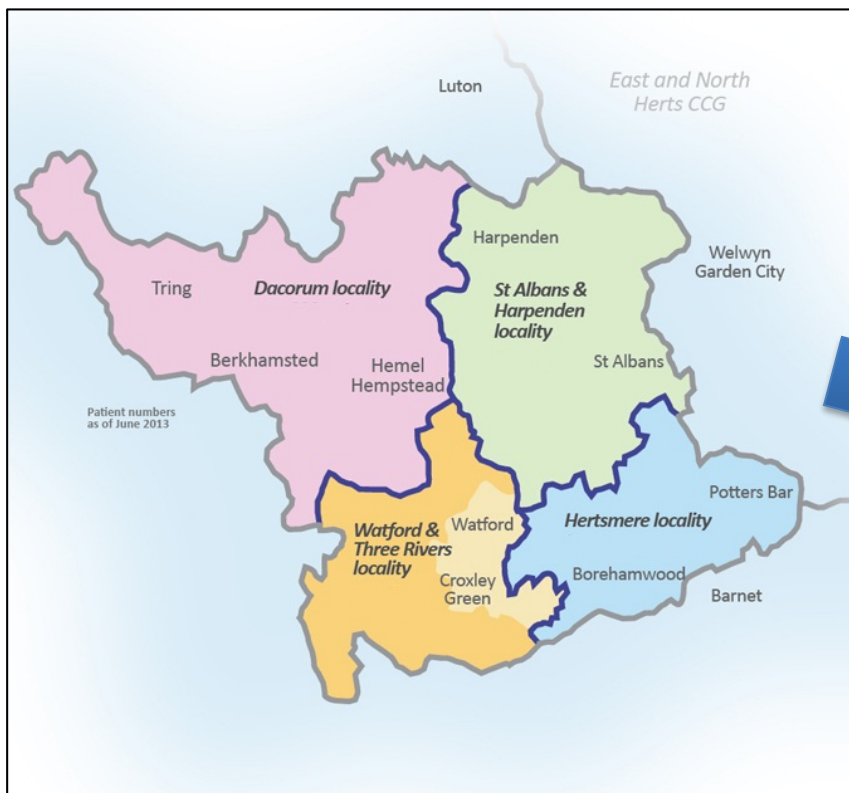 Luton
East and North
Herts CCG
Harpenden
Welwyn
Garden City
Tring
Dacorum locality
St Albans &
Harpenden
locality
Berkhamsted
Hemel
Hempstead
St Albans
Patient numbers
as of June 2013
Potters Bar
Watford &
Three Rivers
locality
Watford
Hertsmere locality
Croxley
Green
Borehamwood
Barnet